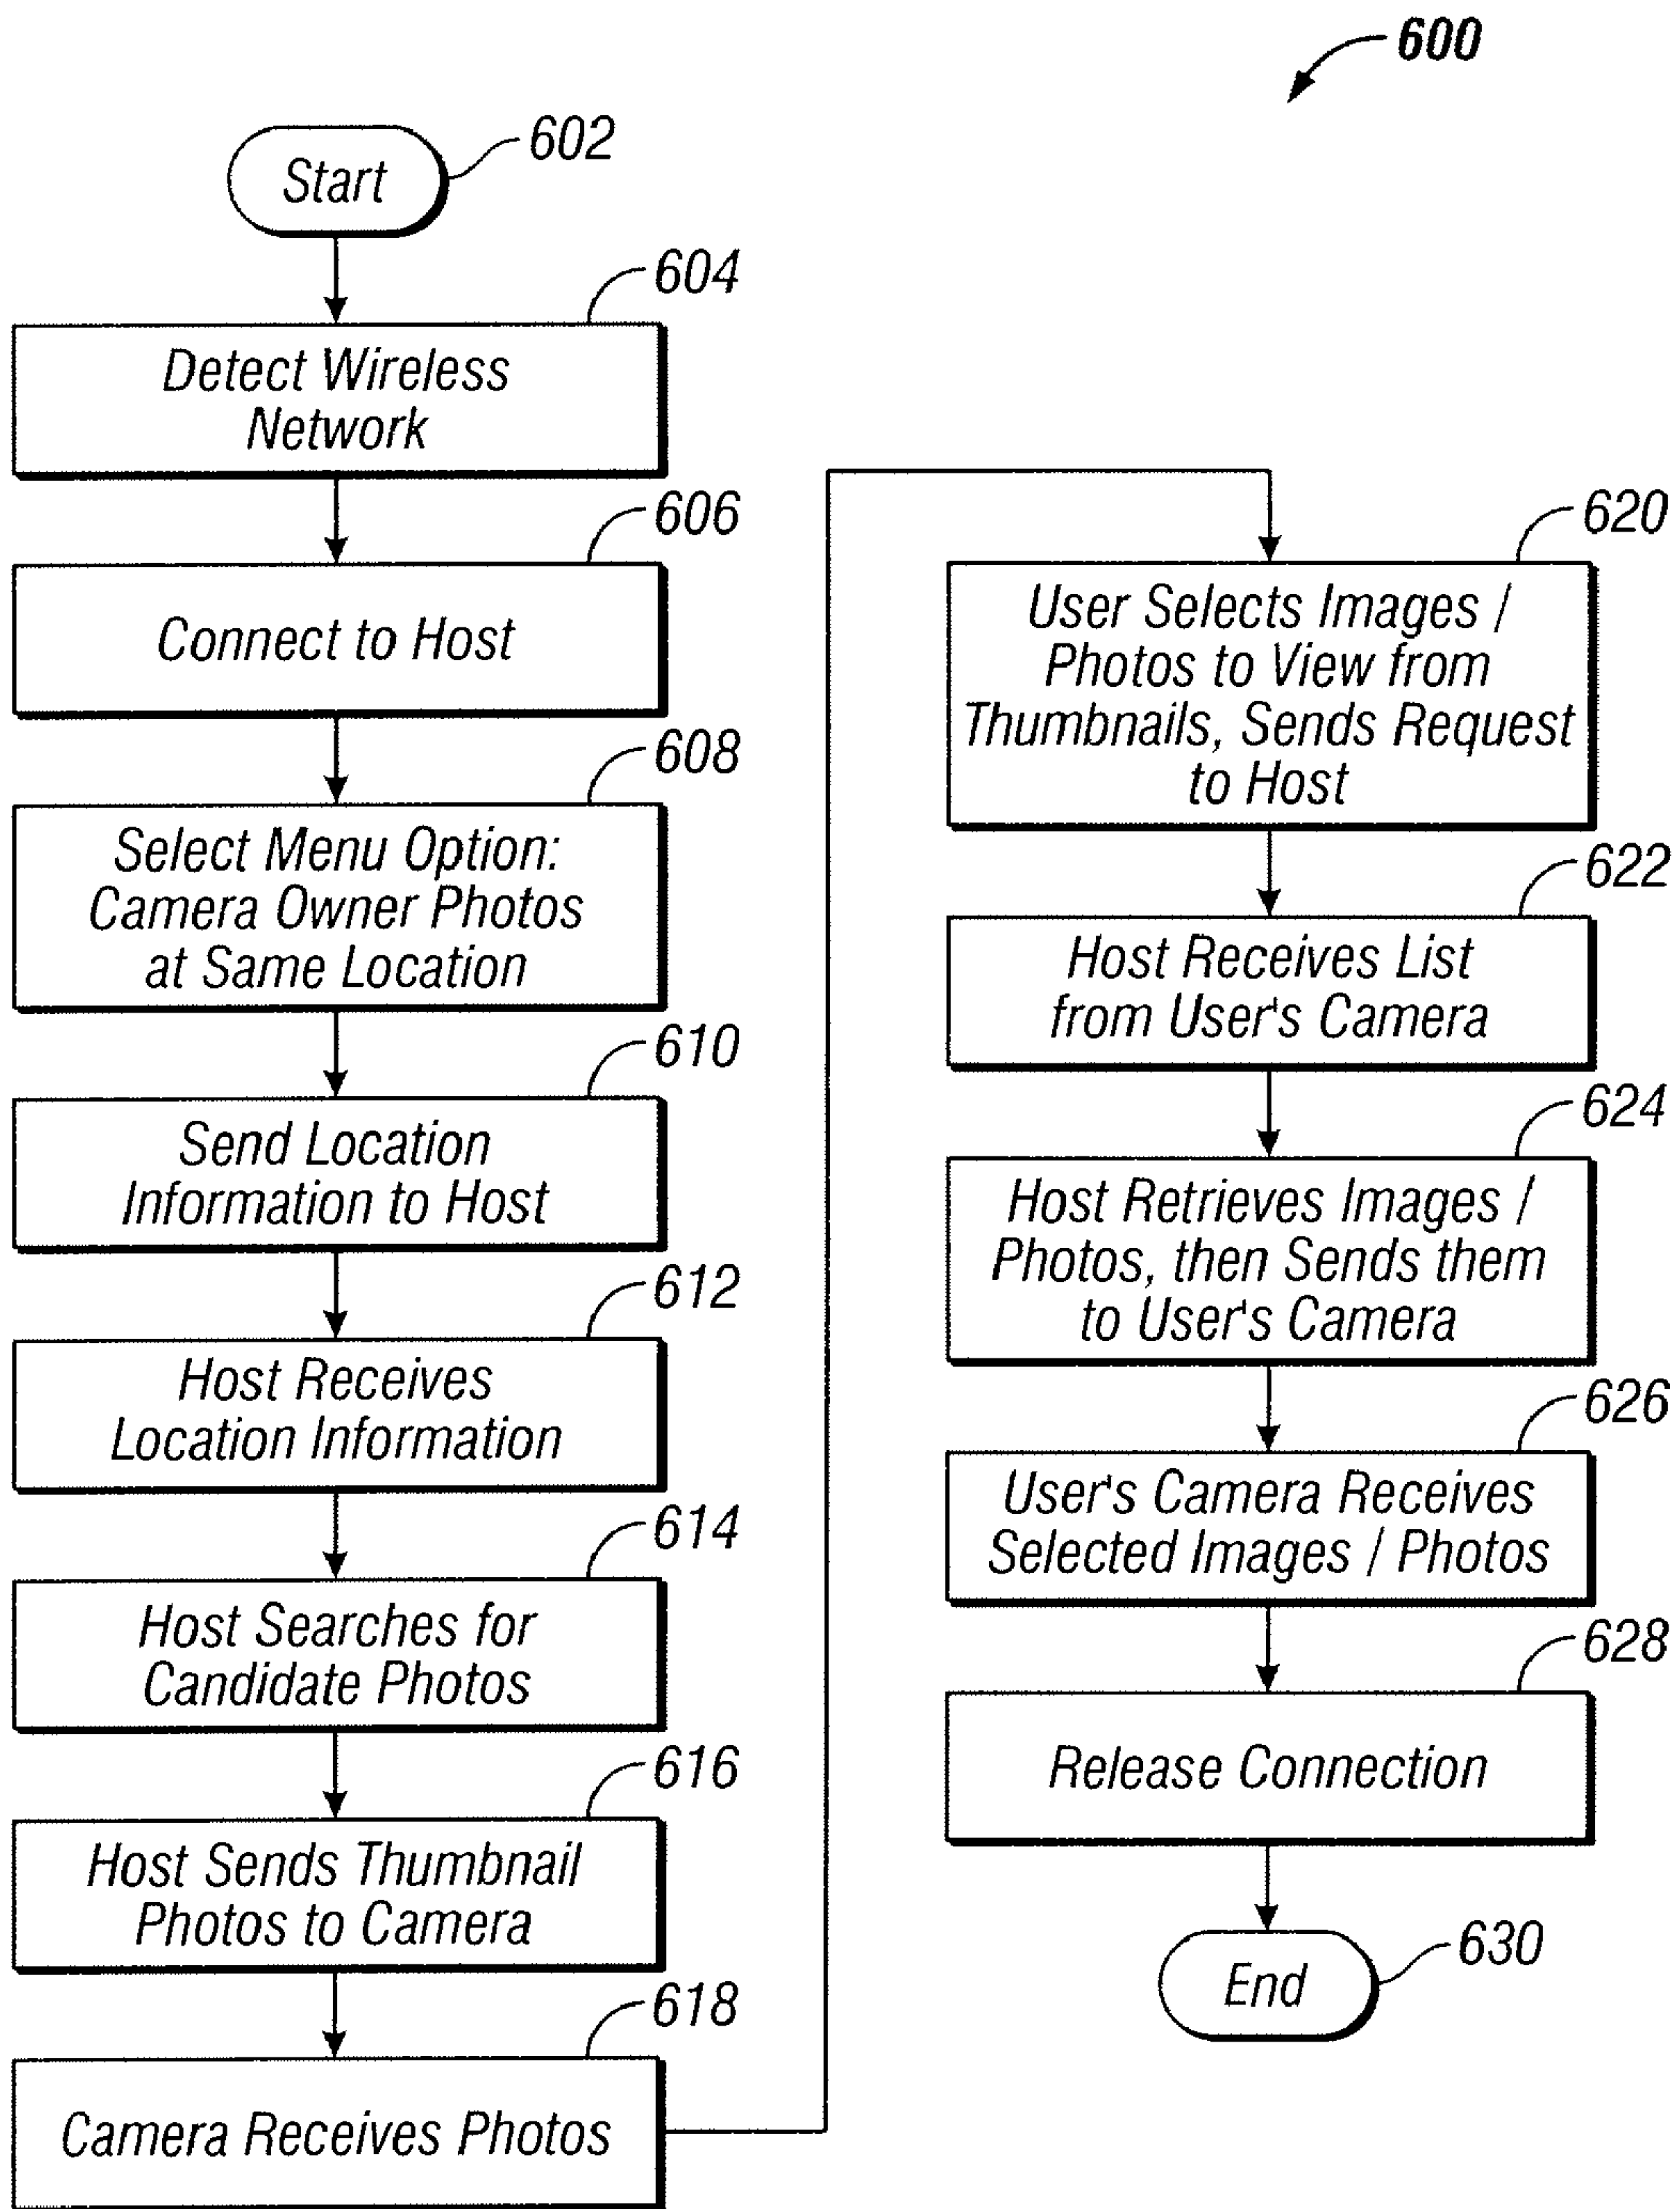 600
Start
602
604
Detect Wireless
Network
606
Connect to Host
608
Select Menu Option:
Camera Owner Photos
at Same Location
610
Send Location
Information to Host
612
Host Receives
Location Information
614
Host Searches for
Candidate Photos
616
Host Sends Thumbnail
Photos to Camera
618
Camera Receives Photos
620
User Selects Images /
Photos to View from
Thumbnails, Sends Request
to Host
622
Host Receives List
from User's Camera
624
Host Retrieves Images /
Photos, then Sends them
to User's Camera
626
User's Camera Receives
Selected Images / Photos
628
Release Connection
End
630